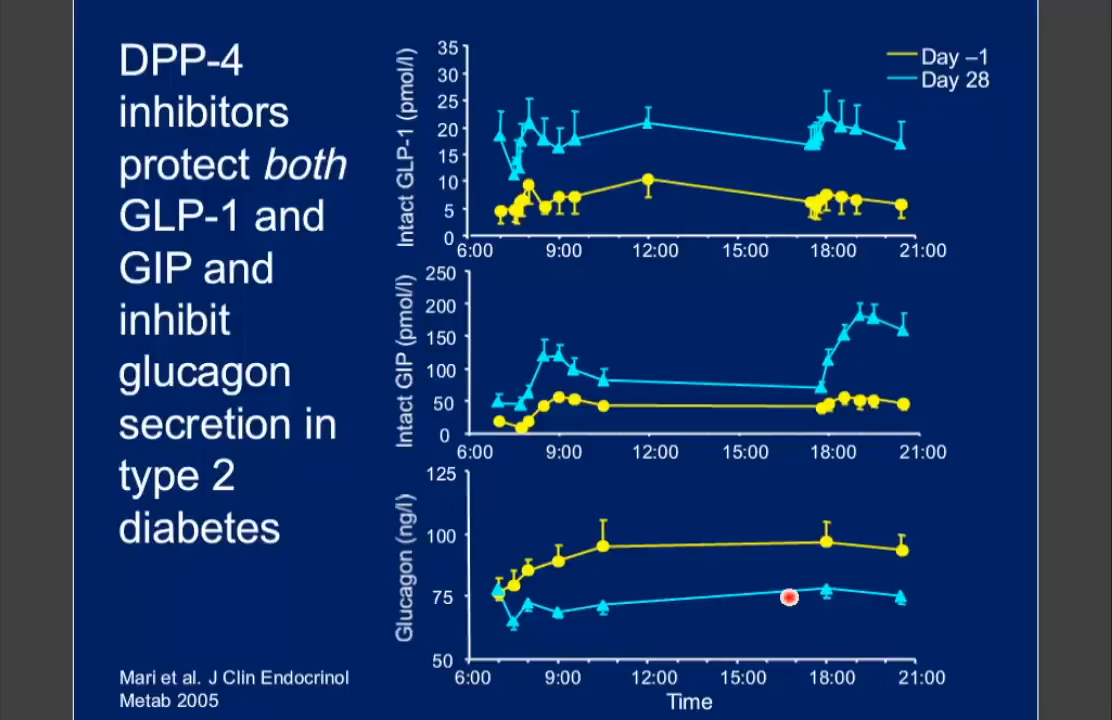 DPP-4
inhibitors
protect both
GLP-1 and
GIP and
inhibit
glucagon
secretion in
type 2
diabetes
Mari et al. J Clin Endocrinol
Metab 2005
Day –1
Day 28
Intact GLP-1 (pmol/l)
35
30
25
20
15
10
5
0
6:00 9:00 12:00 15:00 18:00 21:00
Intact GIP (pmol/l)
250
200
150
100
50
0
6:00 9:00 12:00 15:00 18:00 21:00
Glucagon (ng/l)
125
100
75
50
6:00 9:00 12:00 15:00 18:00 21:00
Time